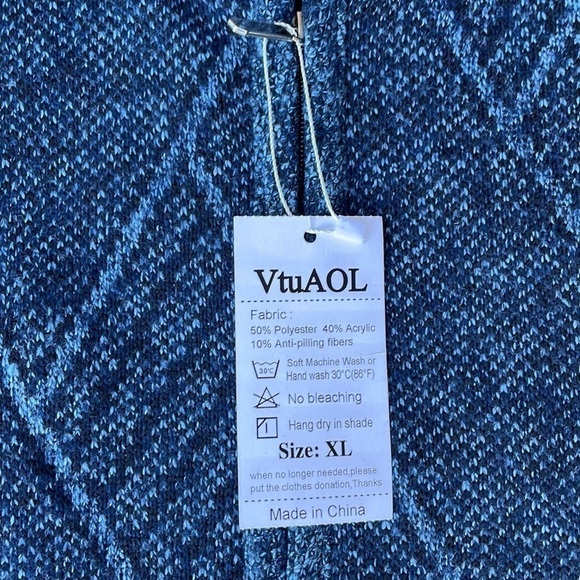 VtuAOL
Fabric :
50% Polyester 40% Acrylic
10% Anti-pilling fibers
30°C
Soft Machine Wash or
Hand wash 30°C(86°F)
No bleaching
Hang dry in shade
Size: XL
when no longer needed,please
put the clothes donation,Thanks
Made in China